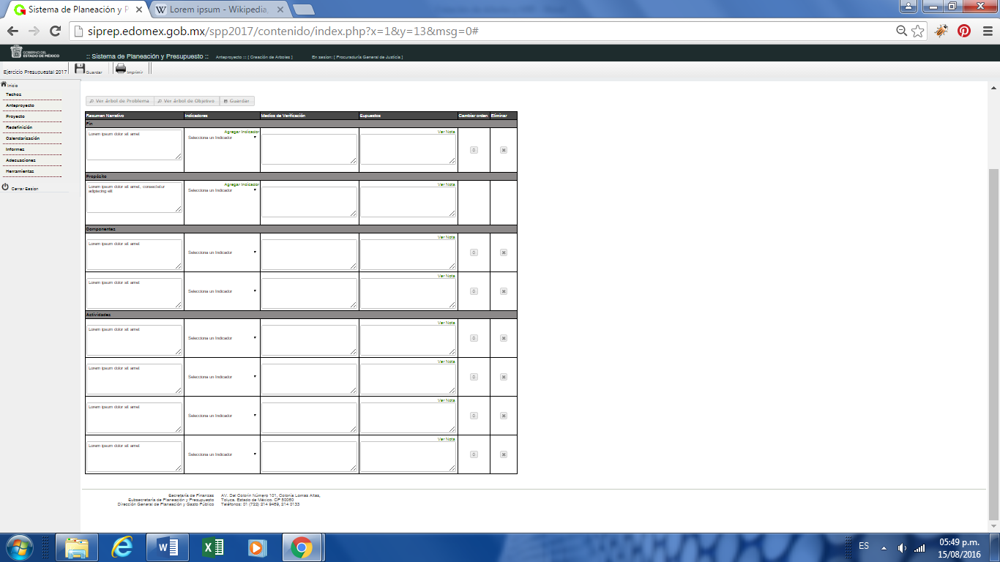 Sistema de Planeación y P
Lorem ipsum - Wikipedia,
siprep.edomex.gob.mx/spp2017/contenido/index.php?x=1&y=13&msg=0#
GOBIERNO DEL
ESTADO DE MÉXICO
:: Sistema de Planeación y Presupuesto :: Anteproyecto ::: [ Creación de Arboles ] En sesion: [ Procuraduría General de Justicia ]
Ejercicio Presupuestal 2017 Guardar Imprimir
Inicio
Techos
Anteproyecto
Proyecto
Redefinición
Calendarización
Informes
Adecuaciones
Herramientas
Cerrar Sesion
Ver árbol de Problema Ver árbol de Objetivo Guardar
Resumen Narrativo Indicadores Medios de Verificación Supuestos Cambiar orden Eliminar
Fin
Lorem ipsum dolor sit amet
Agregar Indicador
Selecciona un Indicador
Ver Nota
0
Propósito
Lorem ipsum dolor sit amet, consectetur
adipiscing elit
Agregar Indicador
Selecciona un Indicador
Ver Nota
Componentes
Lorem ipsum dolor sit amet
Selecciona un Indicador
Ver Nota
0
Lorem ipsum dolor sit amet
Selecciona un Indicador
Ver Nota
0
Actividades
Lorem ipsum dolor sit amet
Selecciona un Indicador
Ver Nota
0
Lorem ipsum dolor sit amet
Selecciona un Indicador
Ver Nota
0
Lorem ipsum dolor sit amet
Selecciona un Indicador
Ver Nota
0
Lorem ipsum dolor sit amet
Selecciona un Indicador
Ver Nota
0
Secretaría de Finanzas
Subsecretaría de Planeación y Presupuesto
Dirección General de Planeación y Gasto Público
AV. Del Colorín Número 101, Colonia Lomas Altas,
Toluca, Estado de México, CP 50060
Teléfonos: 01 (722) 214 9469, 214 0133
ES
05:49 p.m.
15/08/2016